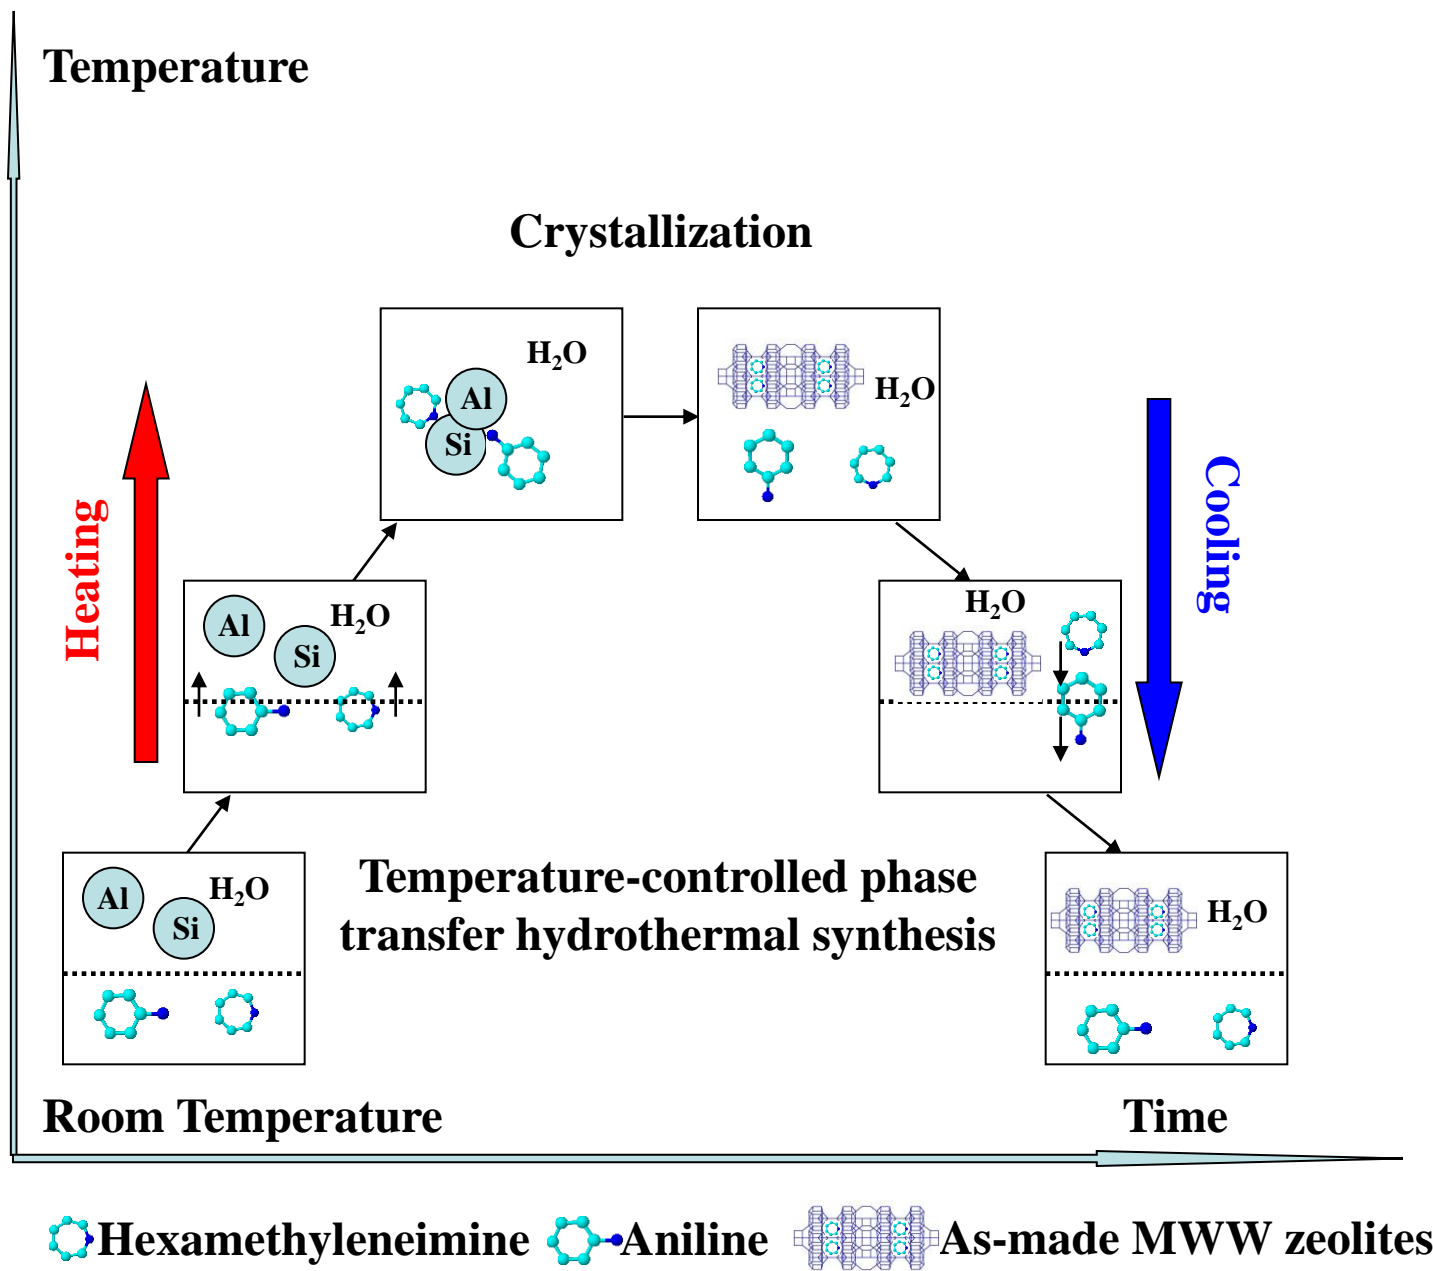 Temperature
Crystallization
H₂O
Al
Si
H₂O
Heating
Cooling
Al
H₂O
Si
H₂O
Al
H₂O
Si
Temperature-controlled phase
transfer hydrothermal synthesis
H₂O
Room Temperature
Time
Hexamethyleneimine
Aniline
As-made MWW zeolites